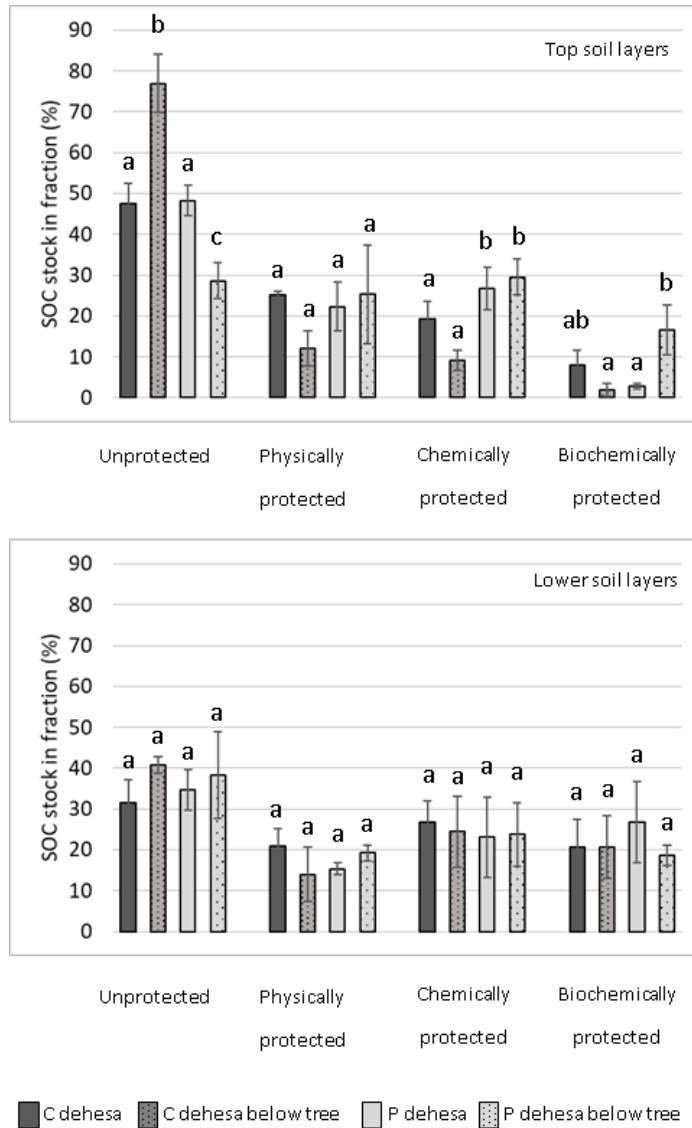 90
80
70
60
50
40
30
20
10
0
SOC stock in fraction (%)
Top soil layers
a b a c
a a a a
a a b b
ab a a b
Unprotected Physically protected Chemically protected Biochemically protected
90
80
70
60
50
40
30
20
10
0
SOC stock in fraction (%)
Lower soil layers
a a a a
a a a a
a a a a
a a a a
Unprotected Physically protected Chemically protected Biochemically protected
C dehesa C dehesa below tree P dehesa P dehesa below tree